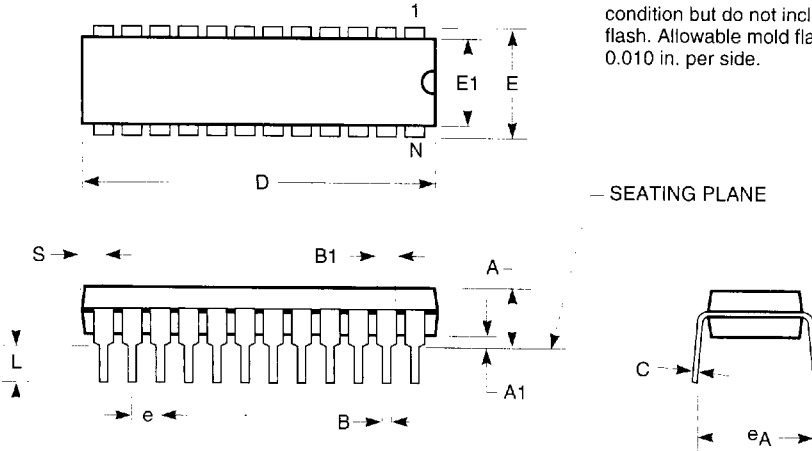 1
condition but do not incl
flash. Allowable mold fla
0.010 in. per side.
E1
E
N
D
SEATING PLANE
S
B1
A
L
C
A1
e
B
eA